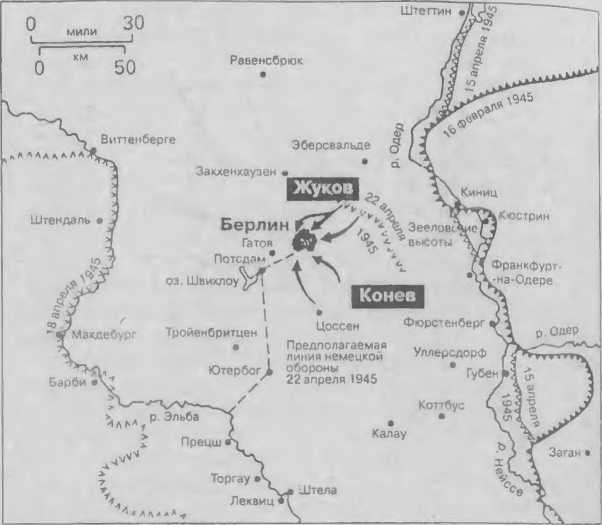 0 30
мили
км
0 50
Штеттин
15 апреля 1945
16 февраля 1945
Равенсбрюк
р. Одер
Виттенберге
Эберсвальде
Закхенхаузен
Жуков
Киниц
22 апреля
1945
Кюстрин
Штендаль
Берлин
Зееловские
высоты
Гатоя
Потсдам
оз. Швихлоу
Франкфурт-
-на-Одере
18 апреля 1945
Конев
Цоссен
Фюрстенберг
Макдебург
Тройенбритцен
р. Одер
Предполагаемая
линия немецкой
обороны
22 апреля 1945
Уллерсдорф
Ютербог
Губен
Барби
15 апреля
1945
р. Эльба
Коттбус
Калау
Прецш
Заган
р. Нейссе
Торгау
Штела
Леквиц